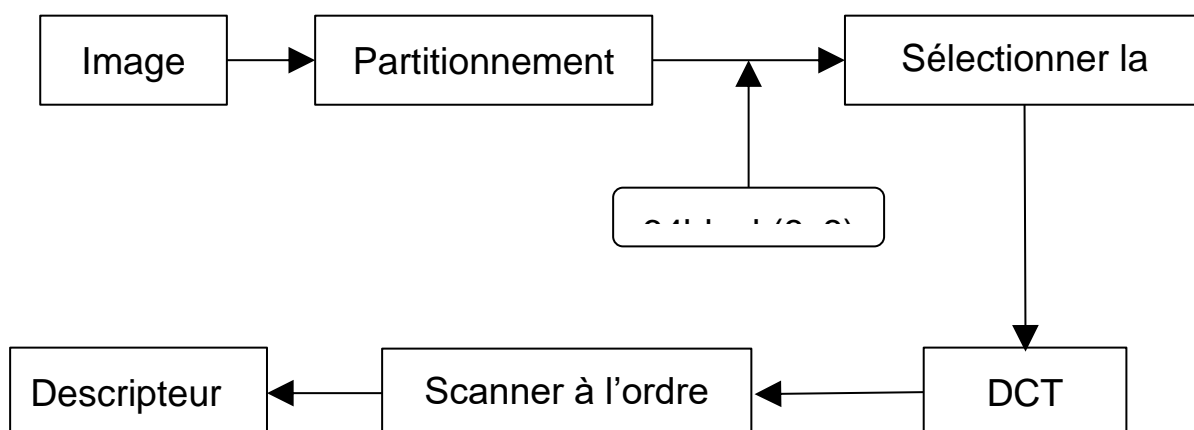 Image
Partitionnement
Sélectionner la
DCT
Scanner à l’ordre
Descripteur